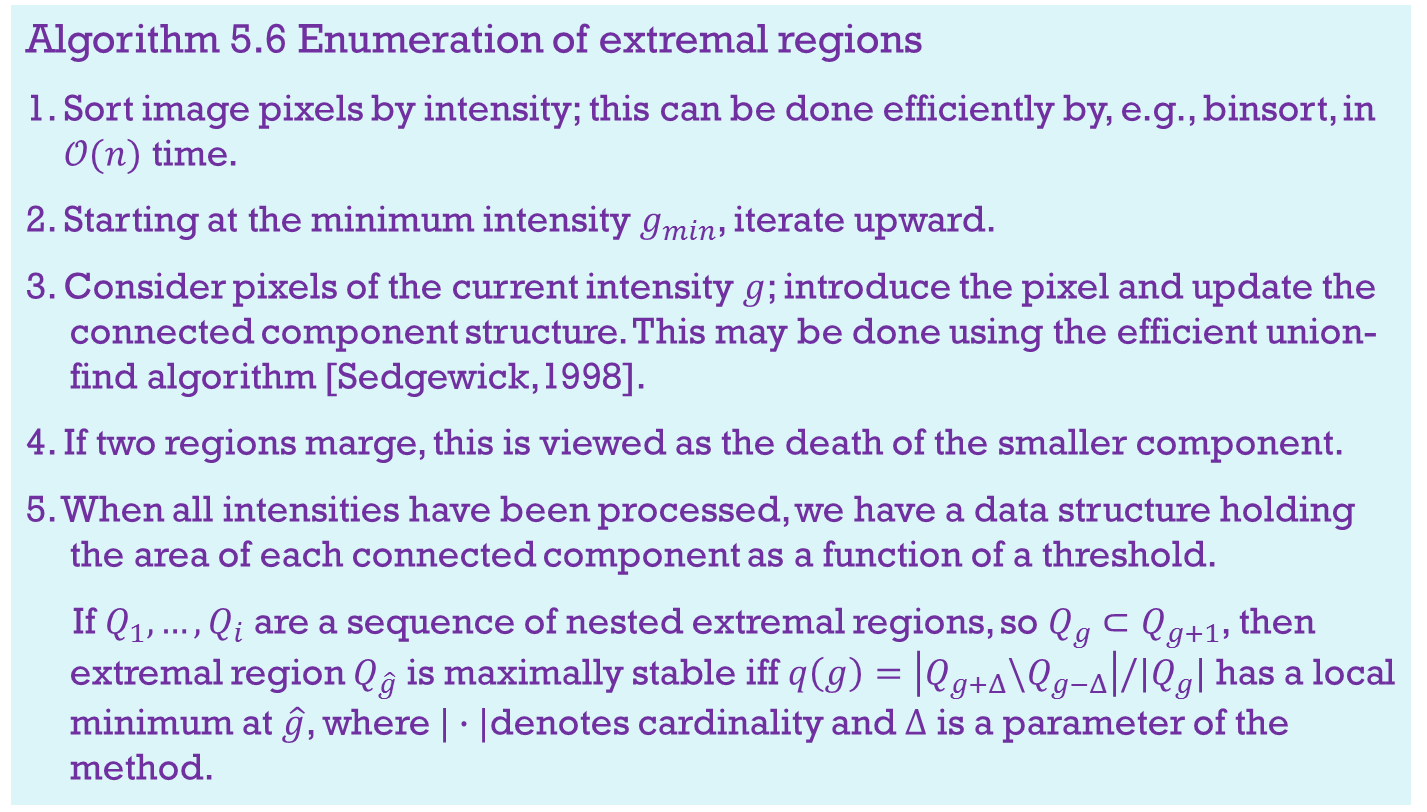 Algorithm 5.6 Enumeration of extremal regions
1. Sort image pixels by intensity; this can be done efficiently by, e.g., binsort, in
𝒪(n) time.
2. Starting at the minimum intensity g_{min}, iterate upward.
3. Consider pixels of the current intensity g; introduce the pixel and update the
connected component structure. This may be done using the efficient union-
find algorithm [Sedgewick,1998].
4. If two regions marge, this is viewed as the death of the smaller component.
5. When all intensities have been processed, we have a data structure holding
the area of each connected component as a function of a threshold.
If Q_1, ..., Q_i are a sequence of nested extremal regions, so Q_g ⊂ Q_{g+1}, then
extremal region Q_ĝ is maximally stable iff q(g) = |Q_{g+Δ}\Q_{g−Δ}|/|Q_g| has a local
minimum at ĝ, where | · |denotes cardinality and Δ is a parameter of the
method.